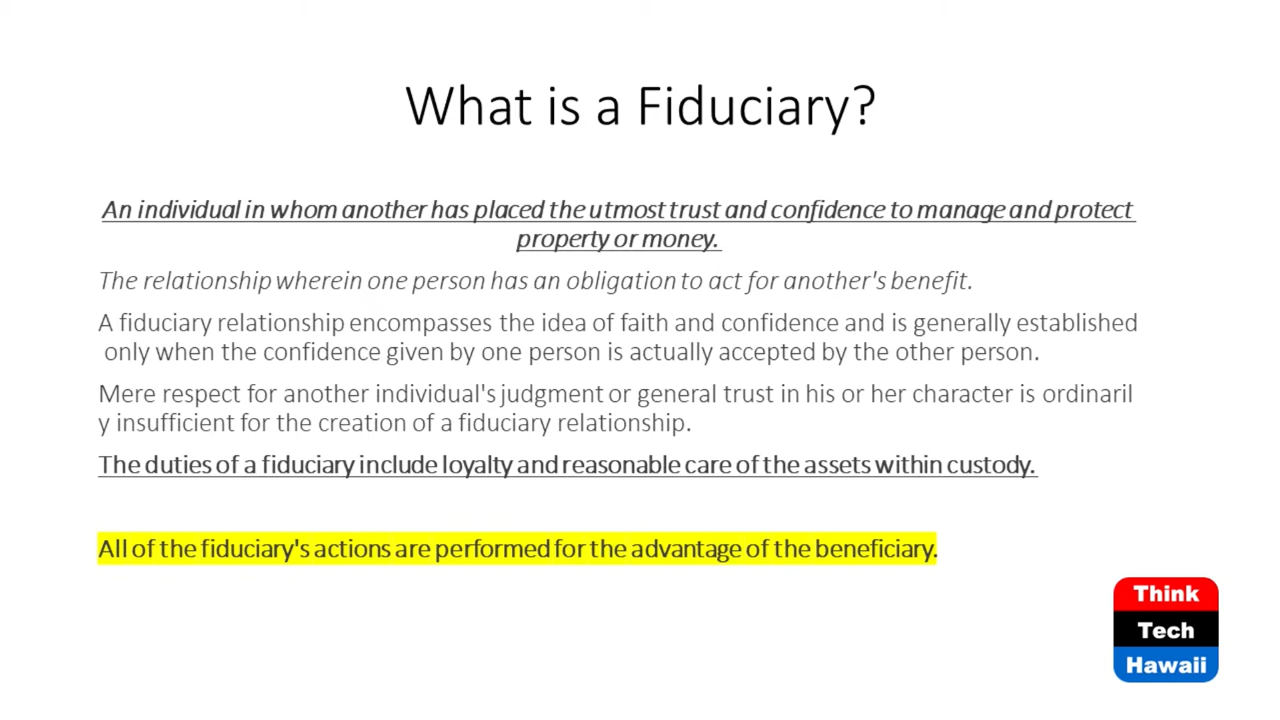 What is a Fiduciary?
An individual in whom another has placed the utmost trust and confidence to manage and protect
property or money.
The relationship wherein one person has an obligation to act for another's benefit.
A fiduciary relationship encompasses the idea of faith and confidence and is generally established
only when the confidence given by one person is actually accepted by the other person.
Mere respect for another individual's judgment or general trust in his or her character is ordinaril
y insufficient for the creation of a fiduciary relationship.
The duties of a fiduciary include loyalty and reasonable care of the assets within custody.
All of the fiduciary's actions are performed for the advantage of the beneficiary.
Think
Tech
Hawaii